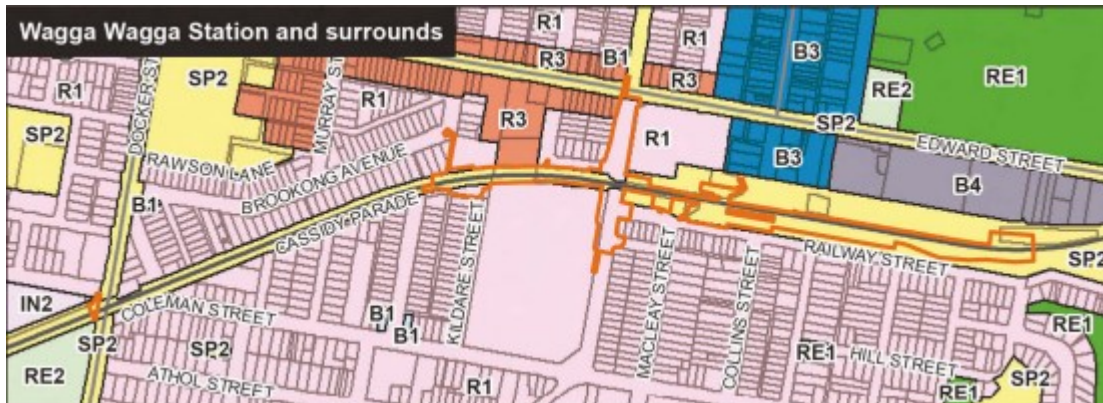 Wagga Wagga Station and surrounds
R1
R1
R3
B1
B3
RE1
SP2
R1
DOCKER ST
MURRAY ST
R1
R3
RE2
SP2
R3
R1
SP2
EDWARD STREET
RAWSON LANE
BROOKONG AVENUE
B3
B4
B1
CASSIDY PARADE
KILDARE STREET
MACLEAY STREET
COLLINS STREET
RAILWAY STREET
SP2
IN2
COLEMAN STREET
B1
B1
SP2
SP2
RE1
HILL STREET
RE1
RE2
ATHOL STREET
R1
RE1
SP2